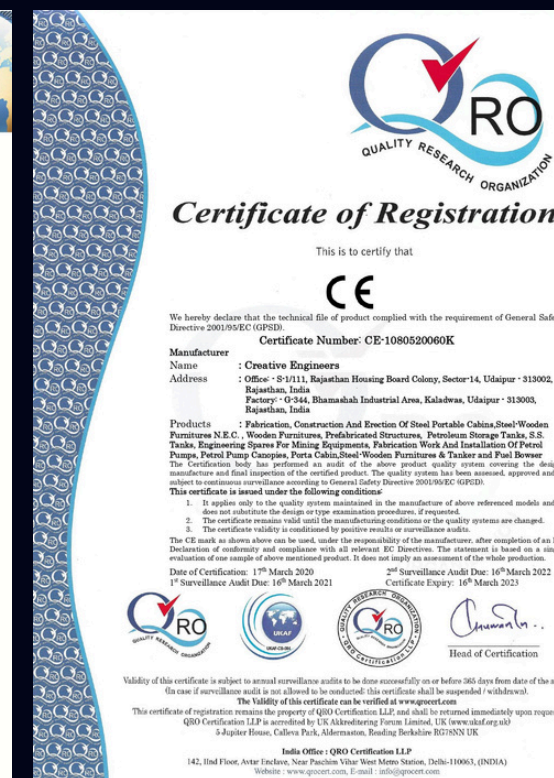 QRO
QUALITY RESEARCH ORGANIZATION
Certificate of Registration
This is to certify that
CE
We hereby declare that the technical file of product complied with the requirement of General Safe
Directive 2001/95/EC (GPSD).
Certificate Number: CE-1080520060K
Manufacturer
Name : Creative Engineers
Address : Office: - S-1/111, Rajasthan Housing Board Colony, Sector-14, Udaipur - 313002,
Rajasthan, India
Factory: - G-344, Bhamashah Industrial Area, Kaladwas, Udaipur - 313003,
Rajasthan, India
Products : Fabrication, Construction And Erection Of Steel Portable Cabins,Steel-Wooden
Furnitures N.E.C. , Wooden Furnitures, Prefabricated Structures, Petroleum Storage Tanks, S.S.
Tanks, Engineering Spares For Mining Equipments, Fabrication Work And Installation Of Petrol
Pumps, Petrol Pump Canopies, Porta Cabin,Steel-Wooden Furnitures & Tanker and Fuel Bowser
The Certification body has performed an audit of the above product quality system covering the desig
manufacture and final inspection of the certified product. The quality system has been assessed, approved and
subject to continuous surveillance according to General Safety Directive 2001/95/EC (GPSD).
This certificate is issued under the following conditions:
1. It applies only to the quality system maintained in the manufacture of above referenced models and
does not substitute the design or type examination procedures, if requested.
2. The certificate remains valid until the manufacturing conditions or the quality systems are changed.
3. The certificate validity is conditioned by positive results or surveillance audits.
The CE mark as shown above can be used, under the responsibility of the manufacturer, after completion of an
Declaration of conformity and compliance with all relevant EC Directives. The statement is based on a sin
evaluation of one sample of above mentioned product. It does not imply an assessment of the whole production.
Date of Certification: 17th March 2020 2nd Surveillance Audit Due: 16th March 2022
1st Surveillance Audit Due: 16th March 2021 Certificate Expiry: 16th March 2023
QRO
QUALITY RESEARCH ORGANIZATION
UKAF
UKAF-CB-
QUALITY RESEARCH ORGANIZATION
QRO
QRO Certification LLP
Head of Certification
Validity of this certificate is subject to annual surveillance audits to be done successfully on or before 365 days from date of the a
(In case if surveillance audit is not allowed to be conducted; this certificate shall be suspended / withdrawn).
The Validity of this certificate can be verified at www.qrocert.com
This certificate of registration remains the property of QRO Certification LLP, and shall be returned immediately upon reque
QRO Certification LLP is accredited by UK Akkreditering Forum Limited, UK (www.ukaf.org.uk)
5 Jupiter House, Calleva Park, Aldermaston, Reading Berkshire RG78NN UK
India Office : QRO Certification LLP
142, IInd Floor, Avtar Enclave, Near Paschim Vihar West Metro Station, Delhi-110063, (INDIA)
Website : www.qrocert.com, E-mail : info@qrocert.com